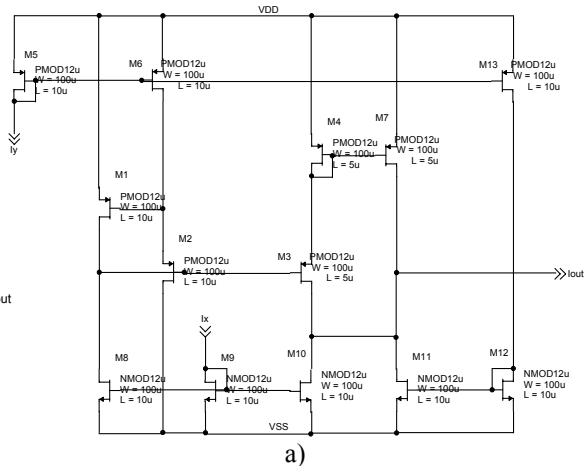 VDD
M5
PMOD12u
W = 100u
L = 10u
M6
PMOD12u
W = 100u
L = 10u
M13
PMOD12u
W = 100u
L = 10u
Iy
M4
PMOD12u
W = 100u
L = 5u
M7
PMOD12u
W = 100u
L = 5u
M1
PMOD12u
W = 100u
L = 10u
M2
PMOD12u
W = 100u
L = 10u
M3
PMOD12u
W = 100u
L = 5u
Iout
out
Ix
M8
NMOD12u
W = 100u
L = 10u
M9
NMOD12u
W = 100u
L = 10u
M10
NMOD12u
W = 100u
L = 10u
M11
NMOD12u
W = 100u
L = 10u
M12
NMOD12u
W = 100u
L = 10u
VSS
a)